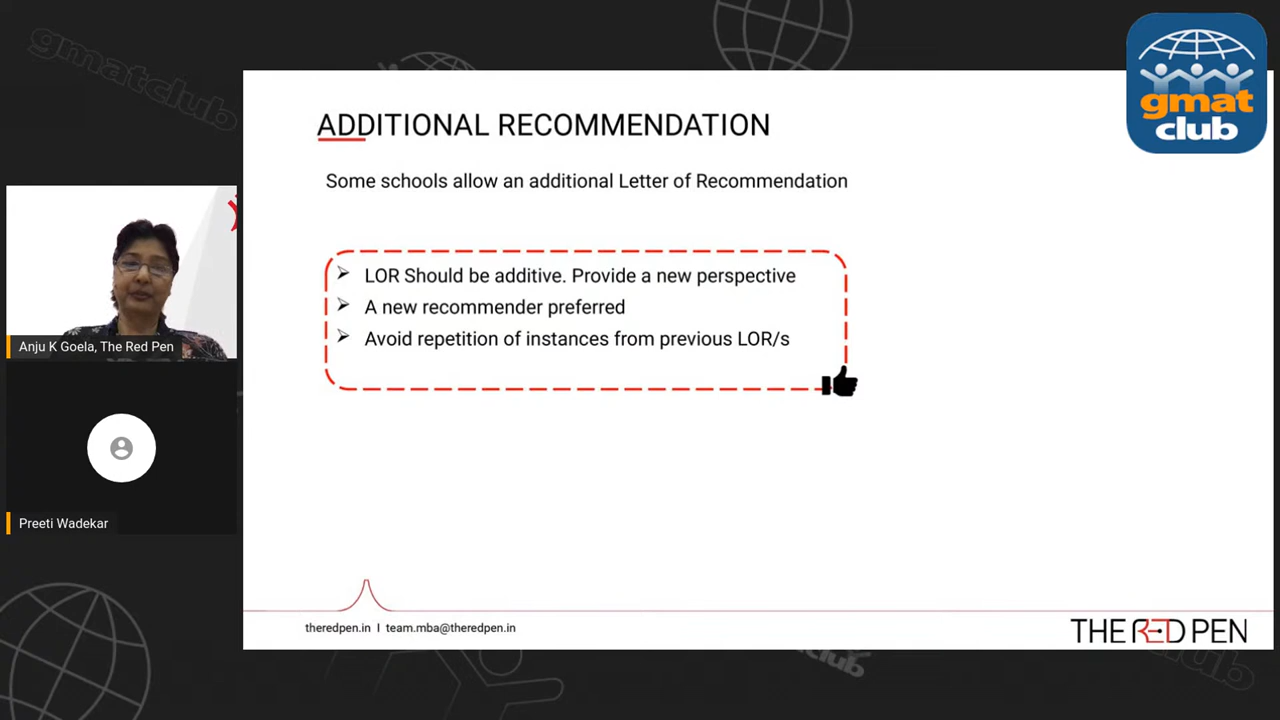 gmatclub
gmat
club
ADDITIONAL RECOMMENDATION
Some schools allow an additional Letter of Recommendation
LOR Should be additive. Provide a new perspective
A new recommender preferred
Avoid repetition of instances from previous LOR/s
Anju K Goela, The Red Pen
Preeti Wadekar
theredpen.in I team.mba@theredpen.in
THE RED PEN
club